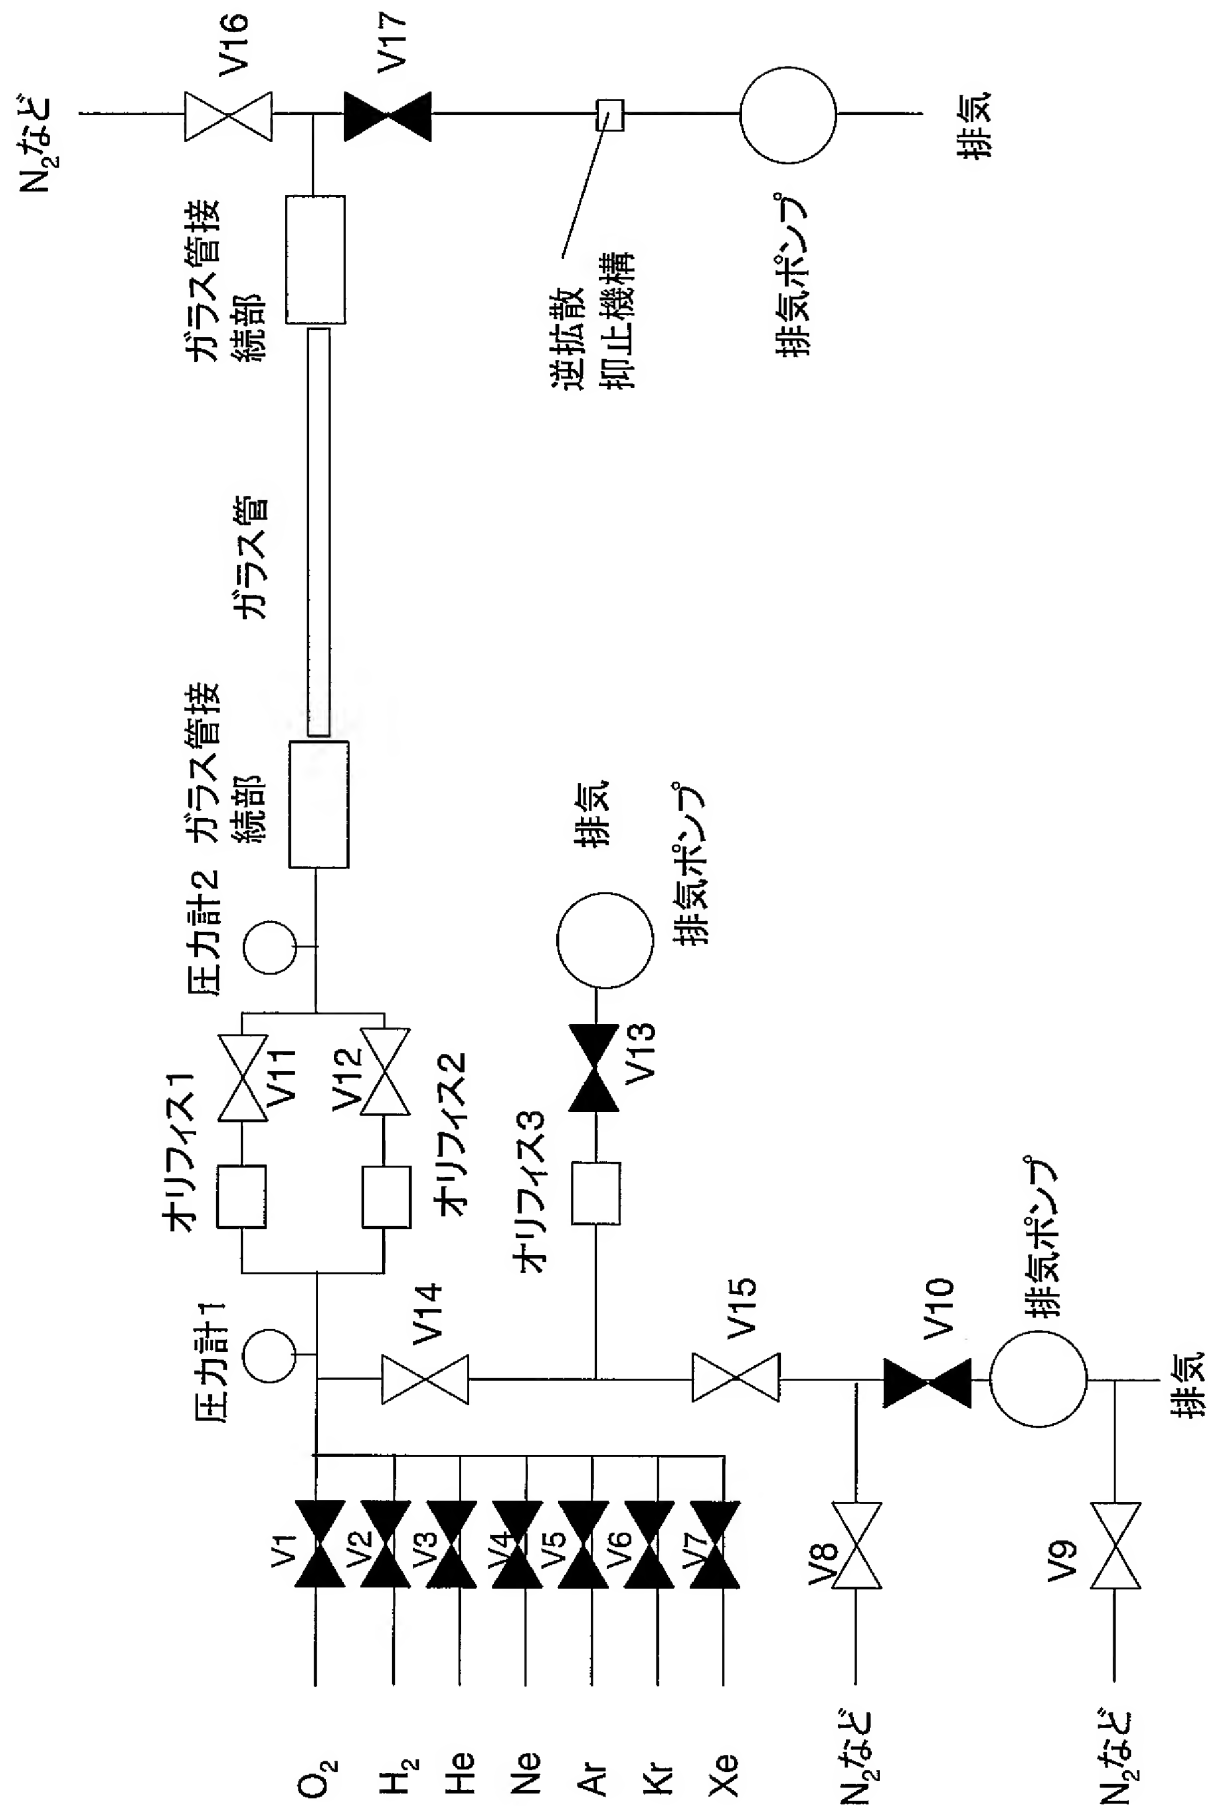 N₂など
V16
V17
ガラス管接
続部
逆拡散
抑止機構
排気ポンプ
排気
ガラス管
ガラス管接
続部
圧力計2
オリフィス1
V11
V12
オリフィス2
圧力計1
V14
オリフィス3
V13
排気
排気ポンプ
V15
V10
排気ポンプ
排気
V1
V2
V3
V4
V5
V6
V7
V8
V9
O₂
H₂
He
Ne
Ar
Kr
Xe
N₂など
N₂など